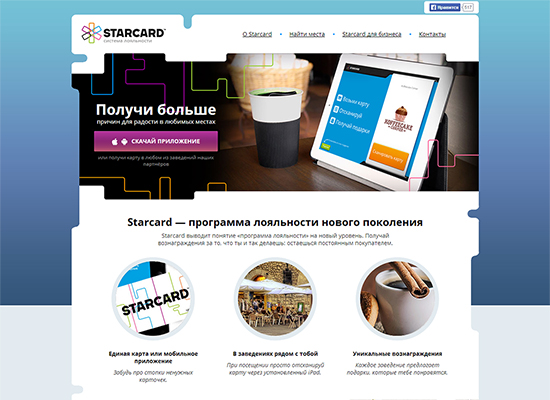 Нравится 517
STARCARD
СИСТЕМА ЛОЯЛЬНОСТИ
О Starcard • Найти места • Starcard для бизнеса • Контакты
Получи больше
причин для радости в любимых местах
СКАЧАЙ ПРИЛОЖЕНИЕ
или получи карту в любом из заведений наших
партнёров
STARCARD
Возьми карту
Отсканируй
Получай подарки
KOFFEECAKE
Сканировать карту
Starcard — программа лояльности нового поколения
Starcard выводит понятие «программа лояльности» на новый уровень. Получай
вознаграждения за то, что ты и так делаешь: остаешься постоянным покупателем.
STARCARD
Единая карта или мобильное
приложение
Забудь про стопки ненужных
карточек.
В заведениях рядом с тобой
При посещении просто отсканируй
карту через установленный iPad.
Уникальные вознаграждения
Каждое заведение предлагает
подарки, которые тебе понравятся.